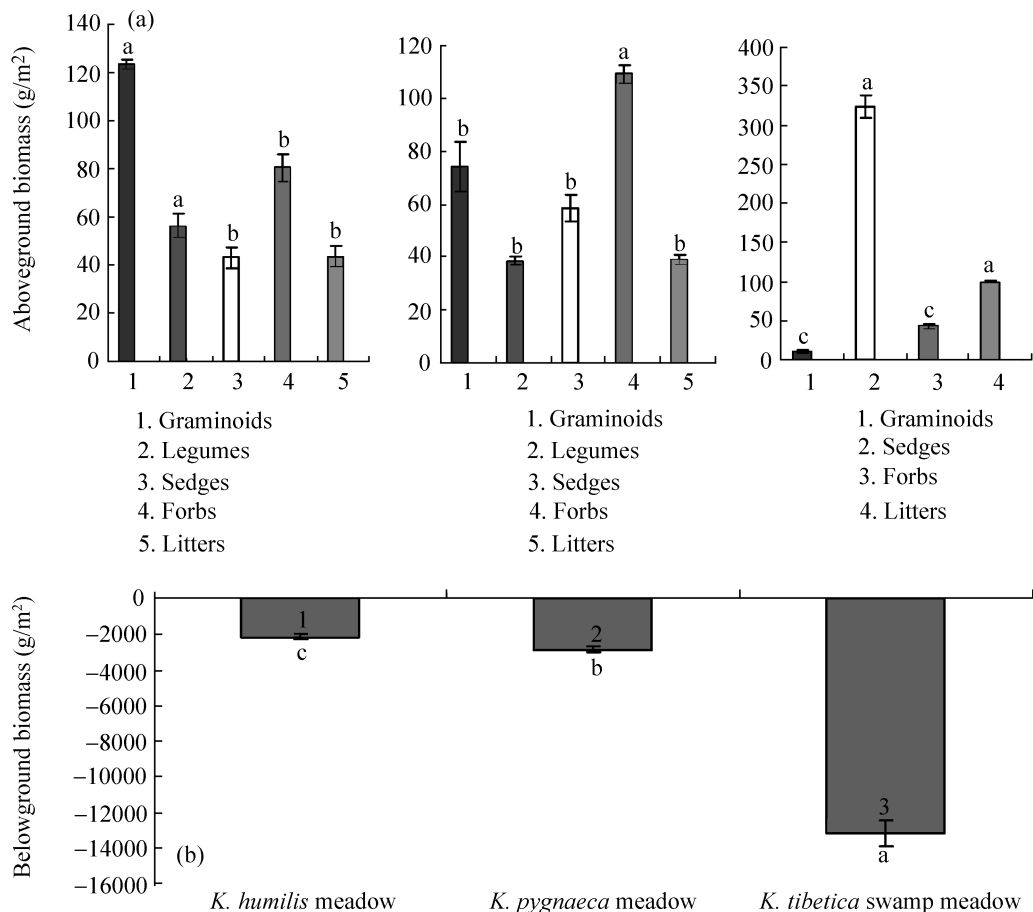 (a)
Aboveground biomass (g/m²)
140
120
100
80
60
40
20
0
a
a
b
b
b
1 2 3 4 5
1. Graminoids
2. Legumes
3. Sedges
4. Forbs
5. Litters
120
100
80
60
40
20
0
b
b
b
a
b
1 2 3 4 5
1. Graminoids
2. Legumes
3. Sedges
4. Forbs
5. Litters
400
350
300
250
200
150
100
50
0
c
a
c
a
1 2 3 4
1. Graminoids
2. Sedges
3. Forbs
4. Litters
Belowground biomass (g/m²)
0
−2000
−4000
−6000
−8000
−10000
−12000
−14000
−16000
1
c
2
b
3
a
(b)
K. humilis meadow K. pygnaeca meadow K. tibetica swamp meadow